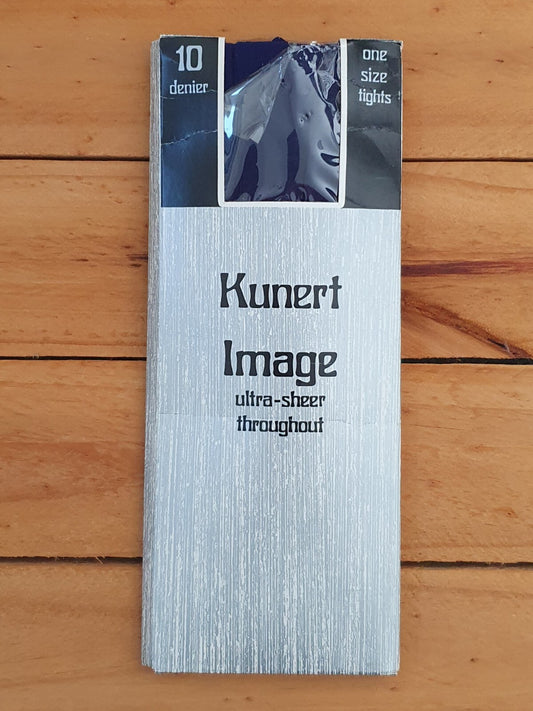 10
denier
one
size
tights
Kunert
Image
ultra-sheer
throughout